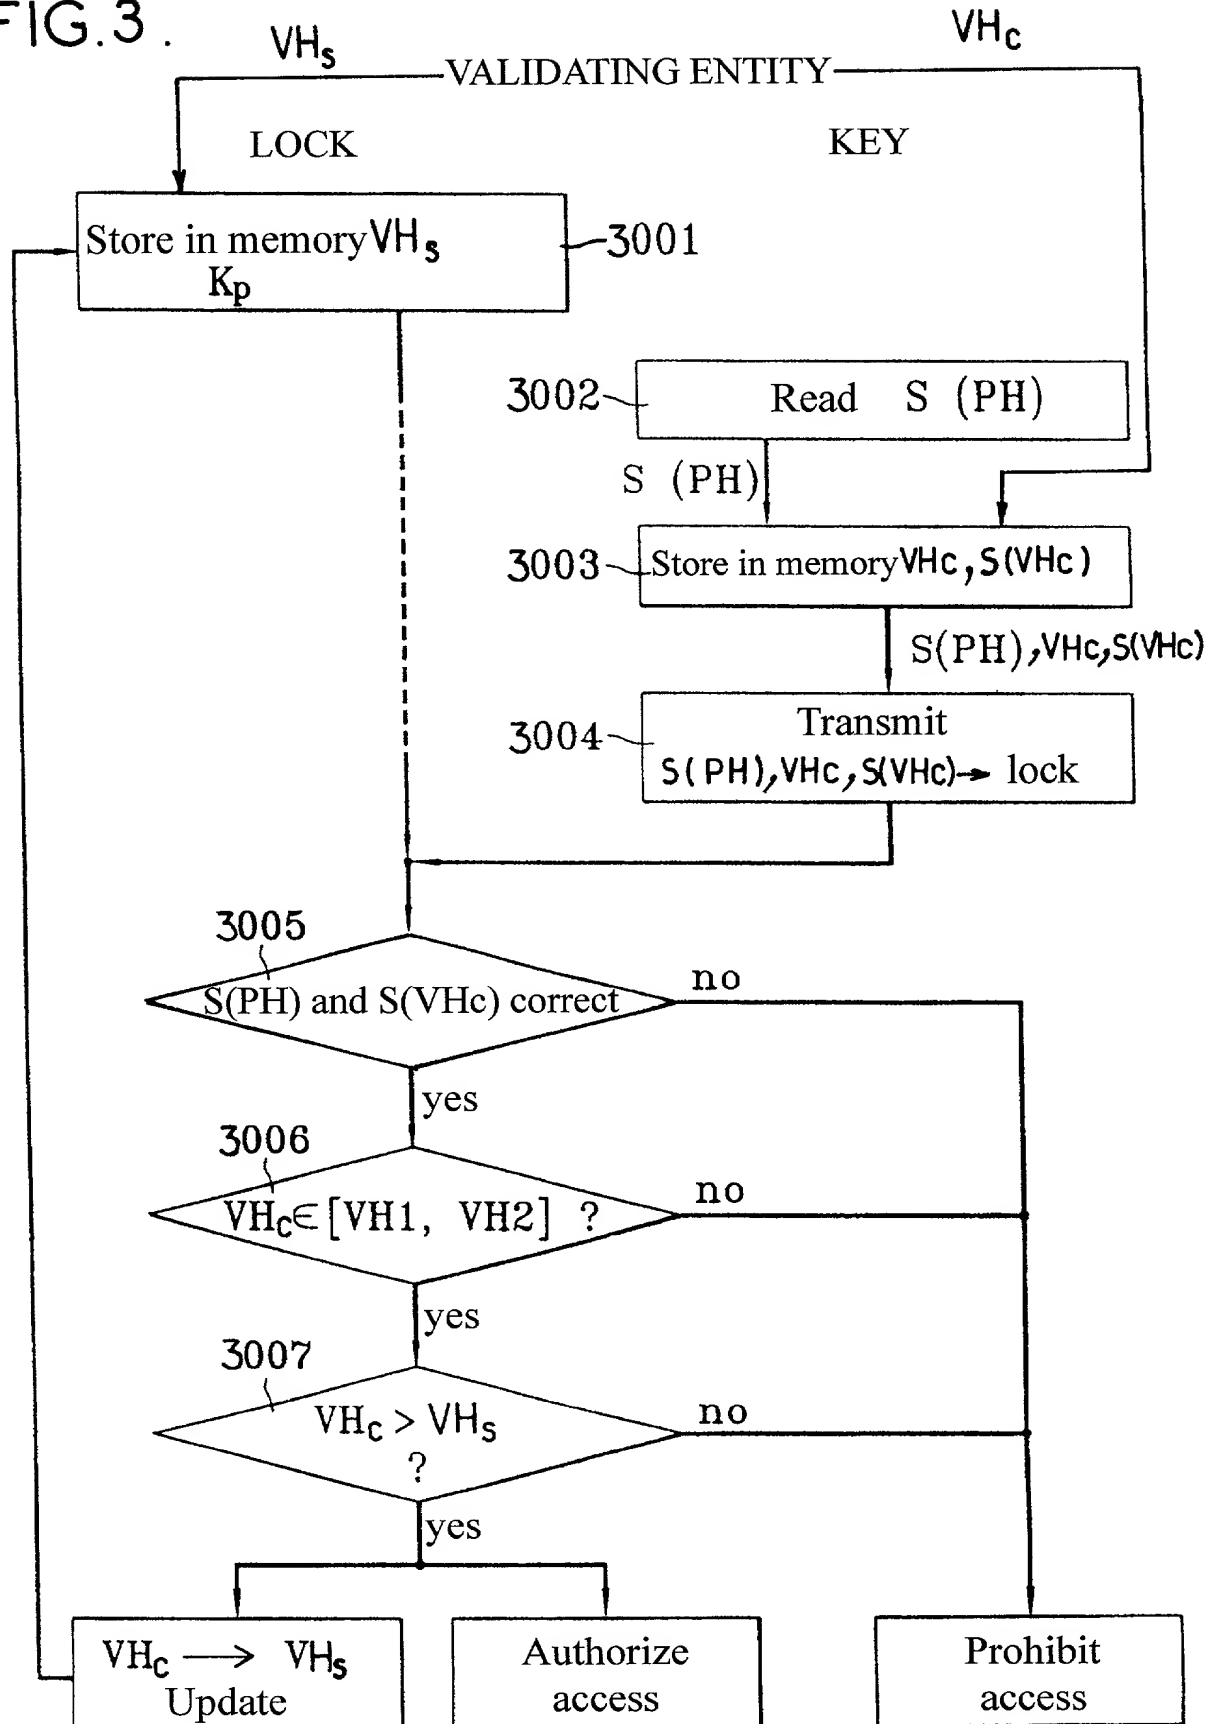 FIG.3.
VHs
VHc
VALIDATING ENTITY
LOCK
KEY
Store in memory VHs
Kp
3001
3002
Read S (PH)
S (PH)
3003
Store in memory VHc, S(VHc)
S(PH), VHc, S(VHc)
3004
Transmit
S(PH), VHc, S(VHc)→ lock
3005
S(PH) and S(VHc) correct
no
yes
3006
VHc∈[VH1, VH2] ?
no
yes
3007
VHc > VHs
?
no
yes
VHc → VHs
Update
Authorize
access
Prohibit
access